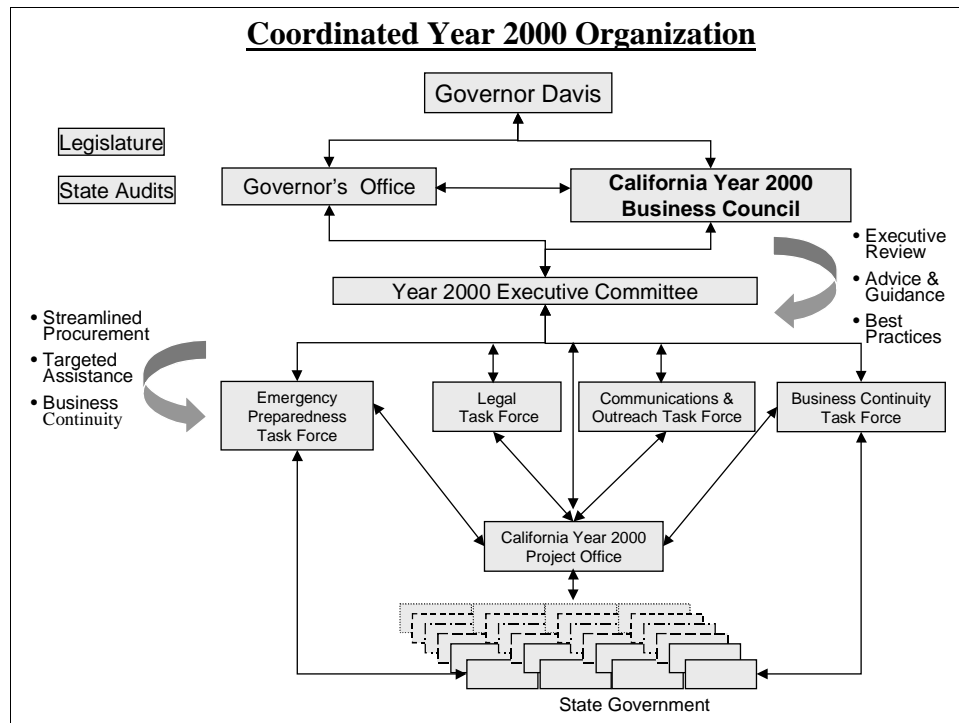 Coordinated Year 2000 Organization
Governor Davis
Legislature
State Audits
Governor's Office
California Year 2000
Business Council
• Executive
Review
• Advice &
Guidance
• Best
Practices
Year 2000 Executive Committee
• Streamlined
Procurement
• Targeted
Assistance
• Business
Continuity
Emergency
Preparedness
Task Force
Legal
Task Force
Communications &
Outreach Task Force
Business Continuity
Task Force
California Year 2000
Project Office
State Government